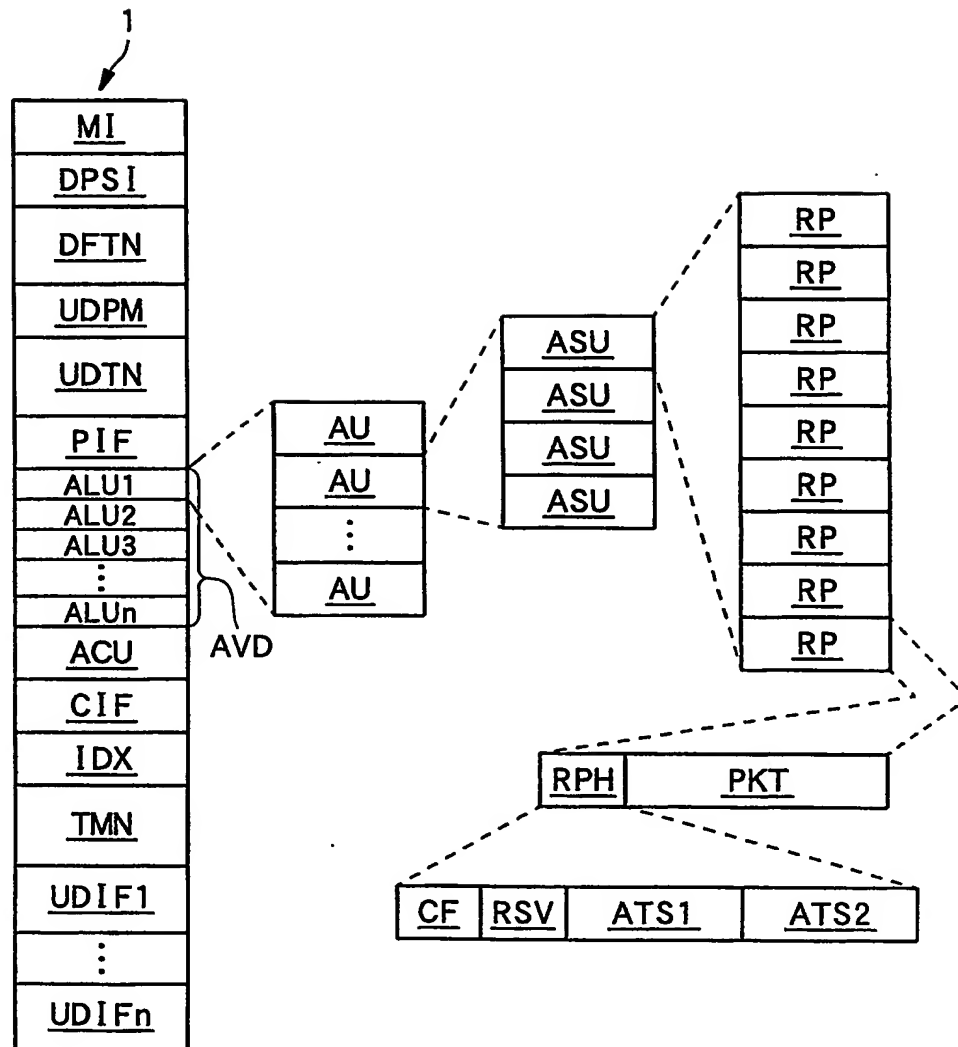 1
MI
DPSI
DFTN
UDPM
UDTN
PIF
ALU1
ALU2
ALU3
⋮
ALUn
AVD
ACU
CIF
IDX
TMN
UDIF1
⋮
UDIFn
AU
AU
⋮
AU
ASU
ASU
ASU
ASU
RP
RP
RP
RP
RP
RP
RP
RP
RP
RPH PKT
CF RSV ATS1 ATS2